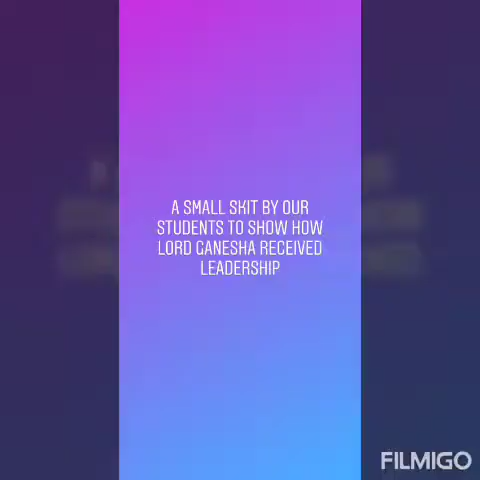 A SMALL SKIT BY OUR
STUDENTS TO SHOW HOW
LORD GANESHA RECEIVED
LEADERSHIP
FILMIGO